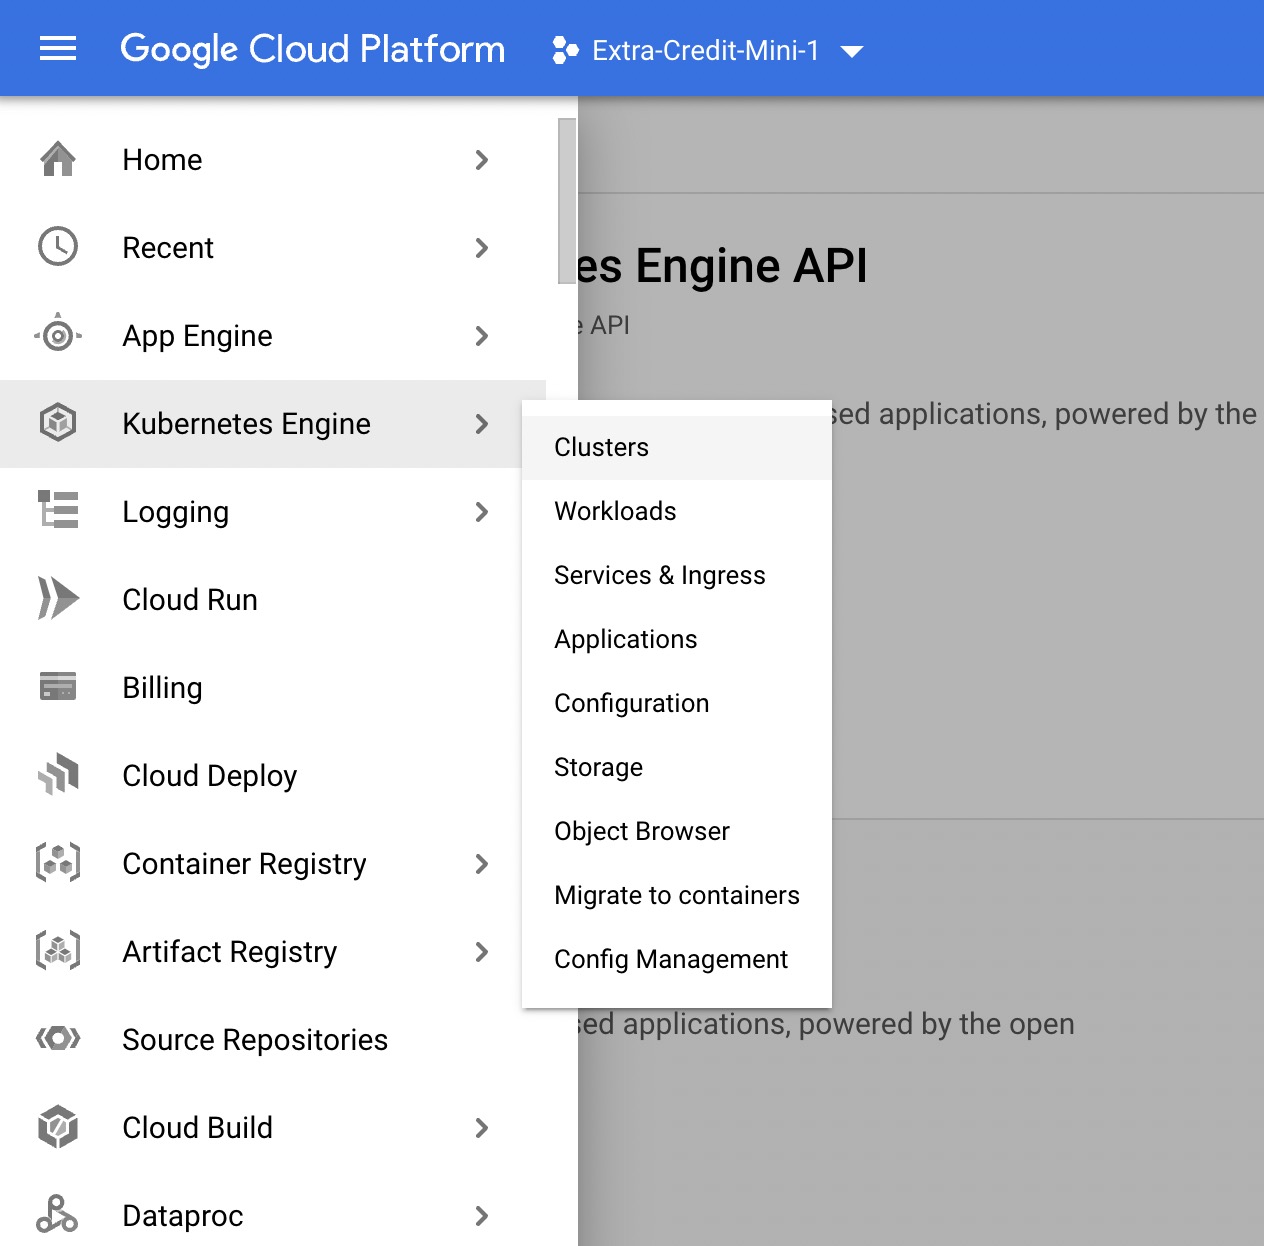 Google Cloud Platform
Extra-Credit-Mini-1
Home
Recent
App Engine
Kubernetes Engine
Logging
Cloud Run
Billing
Cloud Deploy
Container Registry
Artifact Registry
Source Repositories
Cloud Build
Dataproc
Clusters
Workloads
Services & Ingress
Applications
Configuration
Storage
Object Browser
Migrate to containers
Config Management
es Engine API
e API
sed applications, powered by the
sed applications, powered by the open